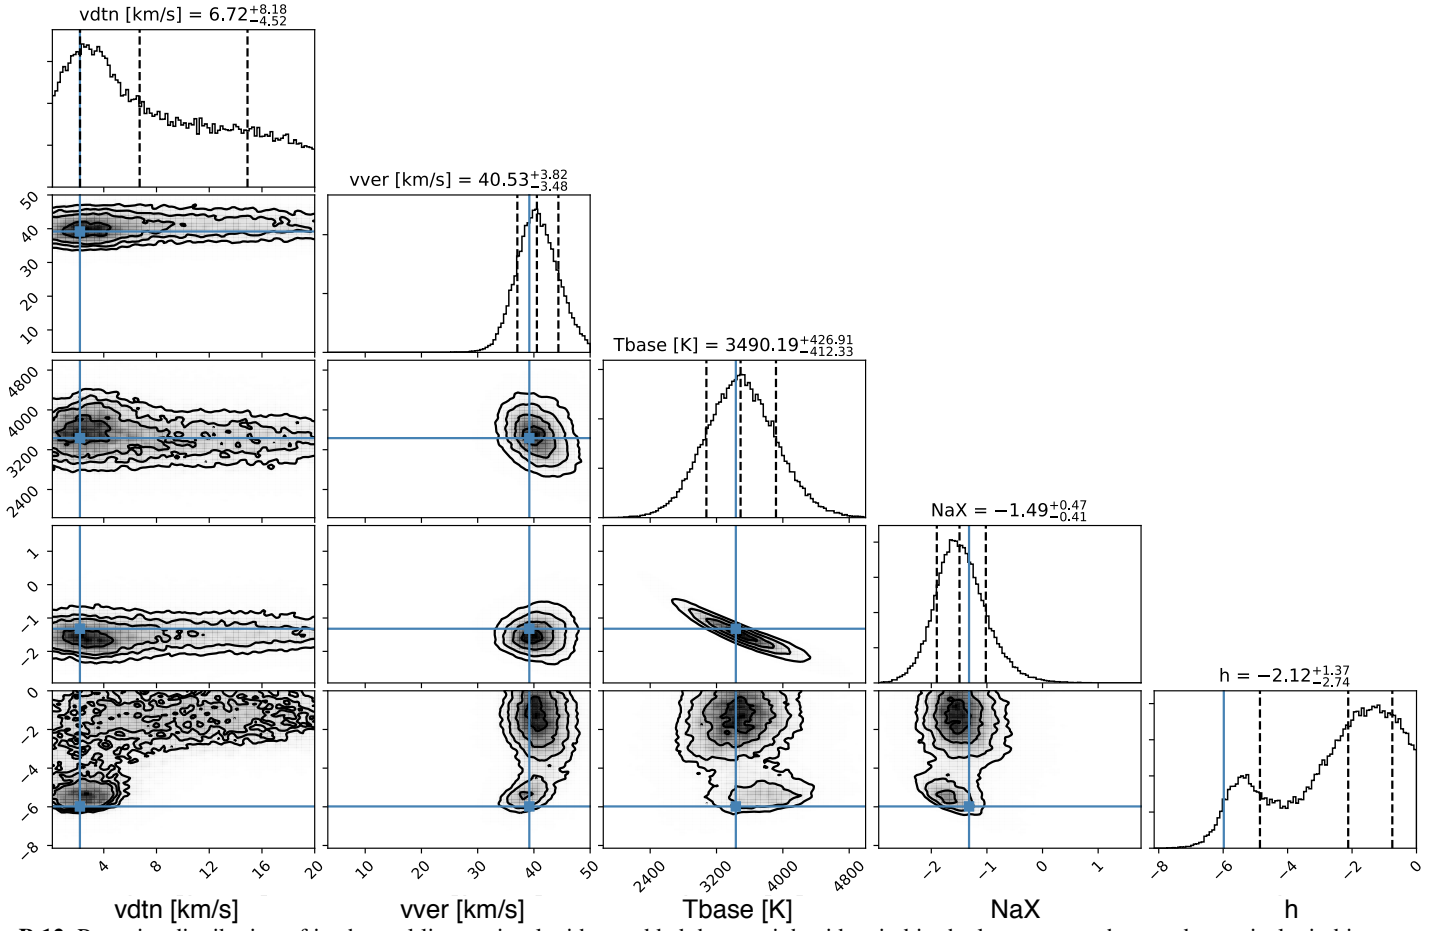 vdtn [km/s] = 6.72+8.18−4.52
vver [km/s] = 40.53+3.82−3.48
50
40
30
20
10
Tbase [K] = 3490.19+426.91−412.33
4800
4000
3200
2400
NaX = −1.49+0.47−0.41
1
0
−1
−2
h = −2.12+1.37−2.74
0
−2
−4
−6
−8
4 8 12 16 20
10 20 30 40 50
2400 3200 4000 4800
−2 −1 0 1
−8 −6 −4 −2 0
vdtn [km/s] vver [km/s] Tbase [K] NaX h